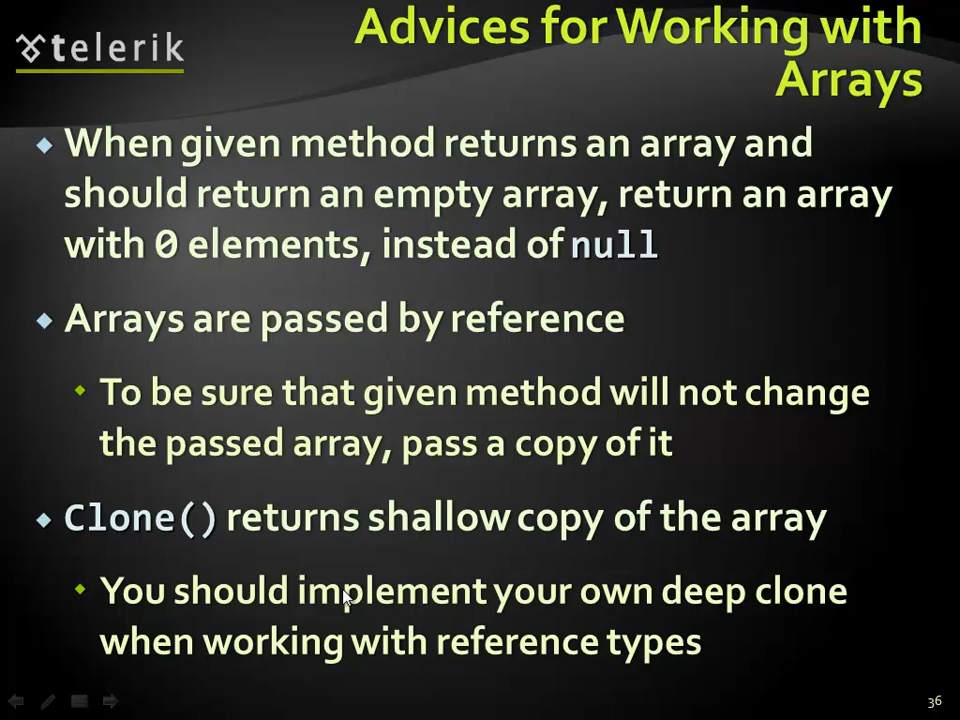 telerik
Advices for Working with
Arrays
When given method returns an array and
should return an empty array, return an array
with 0 elements, instead of null
Arrays are passed by reference
To be sure that given method will not change
the passed array, pass a copy of it
Clone() returns shallow copy of the array
You should implement your own deep clone
when working with reference types
36